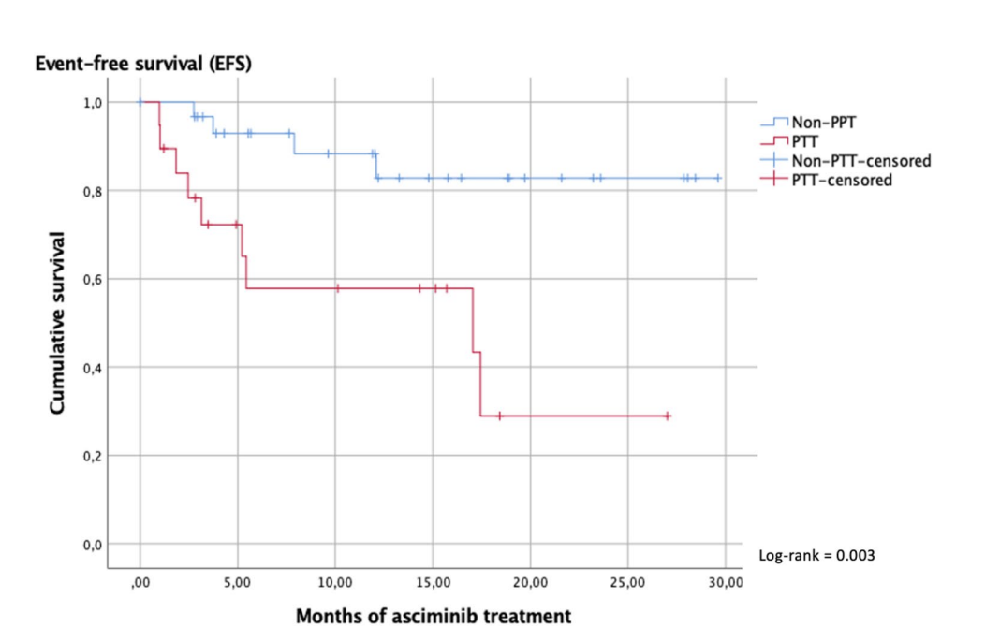 Event-free survival (EFS)
1,0
0,8
0,6
0,4
0,2
0,0
Cumulative survival
,00
5,00
10,00
15,00
20,00
25,00
30,00
Months of asciminib treatment
Non-PPT
PTT
Non-PTT-censored
PTT-censored
Log-rank = 0.003